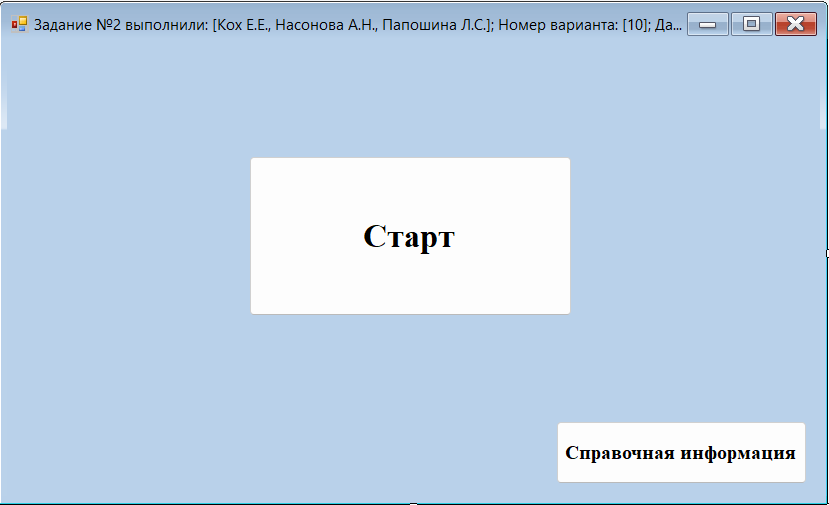 Задание №2 выполнили: [Кох Е.Е., Насонова А.Н., Папошина Л.С.]; Номер варианта: [10]; Да...
Старт
Справочная информация